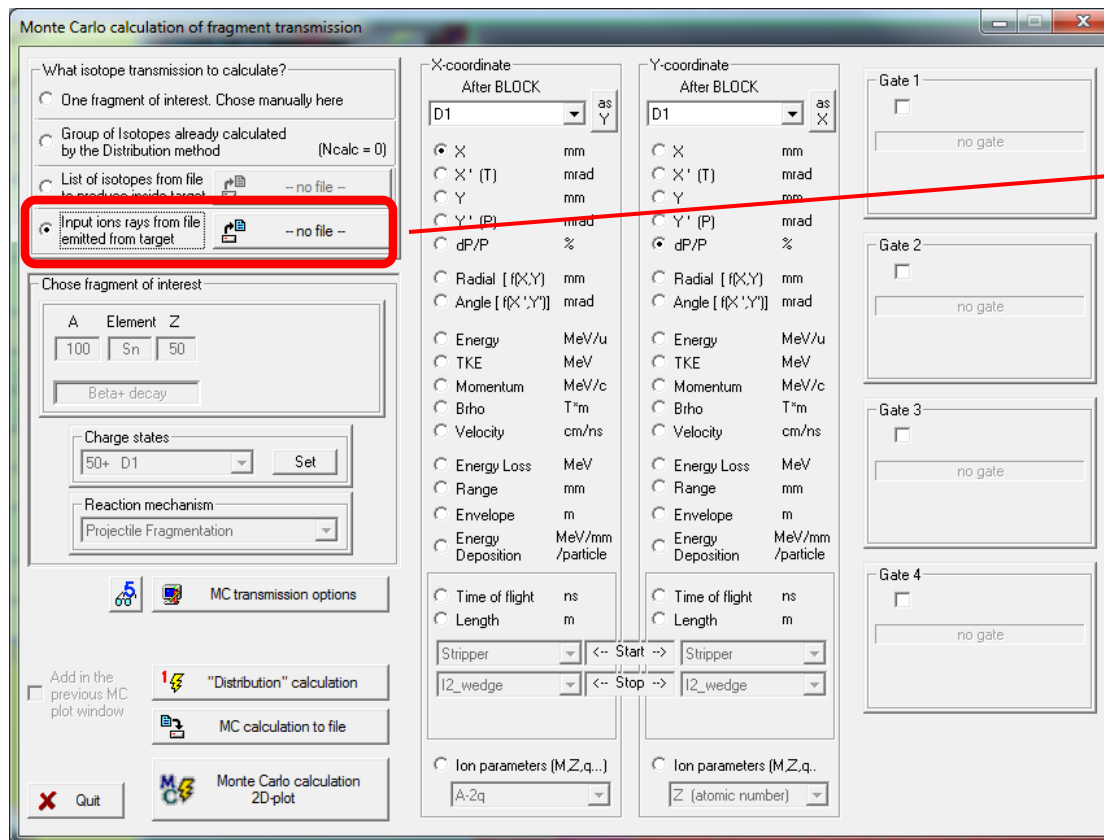 Monte Carlo calculation of fragment transmission
What isotope transmission to calculate?
One fragment of interest. Chose manually here
Group of Isotopes already calculated
by the Distribution method (Ncalc = 0)
List of isotopes from file
to produce inside target
-- no file --
Input ions rays from file
emitted from target
-- no file --
Chose fragment of interest
A Element Z
100 Sn 50
Beta+ decay
Charge states
50+ D1
Set
Reaction mechanism
Projectile Fragmentation
5
MC transmission options
Add in the
previous MC
plot window
1
"Distribution" calculation
MC calculation to file
Quit
MC
Monte Carlo calculation
2D-plot
X-coordinate
After BLOCK
D1
as
Y
X mm
X ' (T) mrad
Y mm
Y ' (P) mrad
dP/P %
Radial [ f(X,Y) mm
Angle [ f(X ',Y')] mrad
Energy MeV/u
TKE MeV
Momentum MeV/c
Brho T*m
Velocity cm/ns
Energy Loss MeV
Range mm
Envelope m
Energy MeV/mm
Deposition /particle
Time of flight ns
Length m
Stripper
<-- Start -->
I2_wedge
<-- Stop -->
Ion parameters (M,Z,q...)
A-2q
Y-coordinate
After BLOCK
D1
as
X
X mm
X ' (T) mrad
Y mm
Y ' (P) mrad
dP/P %
Radial [ f(X,Y) mm
Angle [ f(X ',Y')] mrad
Energy MeV/u
TKE MeV
Momentum MeV/c
Brho T*m
Velocity cm/ns
Energy Loss MeV
Range mm
Envelope m
Energy MeV/mm
Deposition /particle
Time of flight ns
Length m
Stripper
I2_wedge
Ion parameters (M,Z,q..
Z (atomic number)
Gate 1
no gate
Gate 2
no gate
Gate 3
no gate
Gate 4
no gate